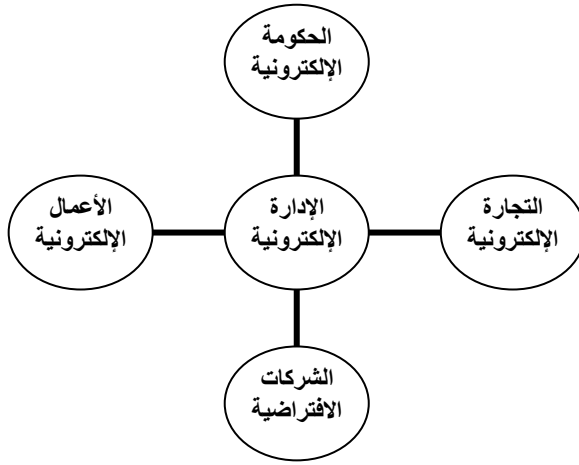 الحكومة
الإلكترونية
التجارة
الإلكترونية
الإدارة
الإلكترونية
الأعمال
الإلكترونية
الشركات
الافتراضية